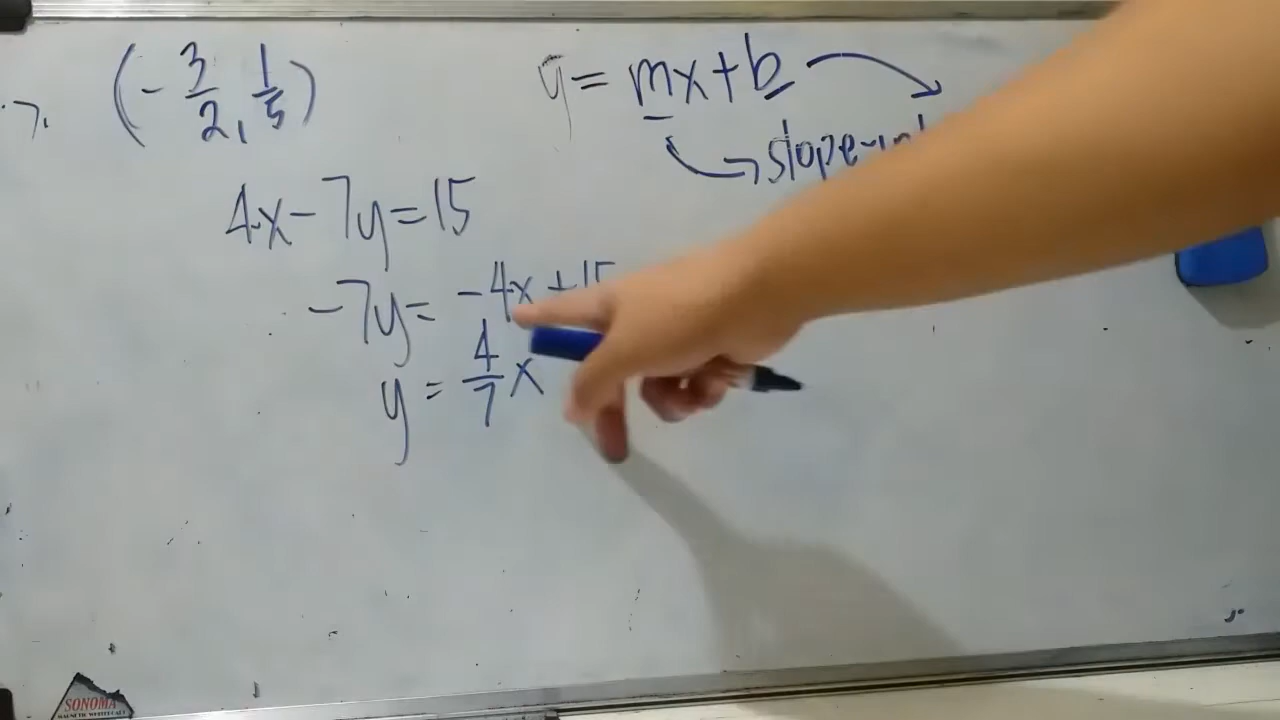 7. (-3/2, 1/5)
y = mx + b
slope-in
4x - 7y = 15
-7y = -4x + 15
y = 4/7 x
SONOMA